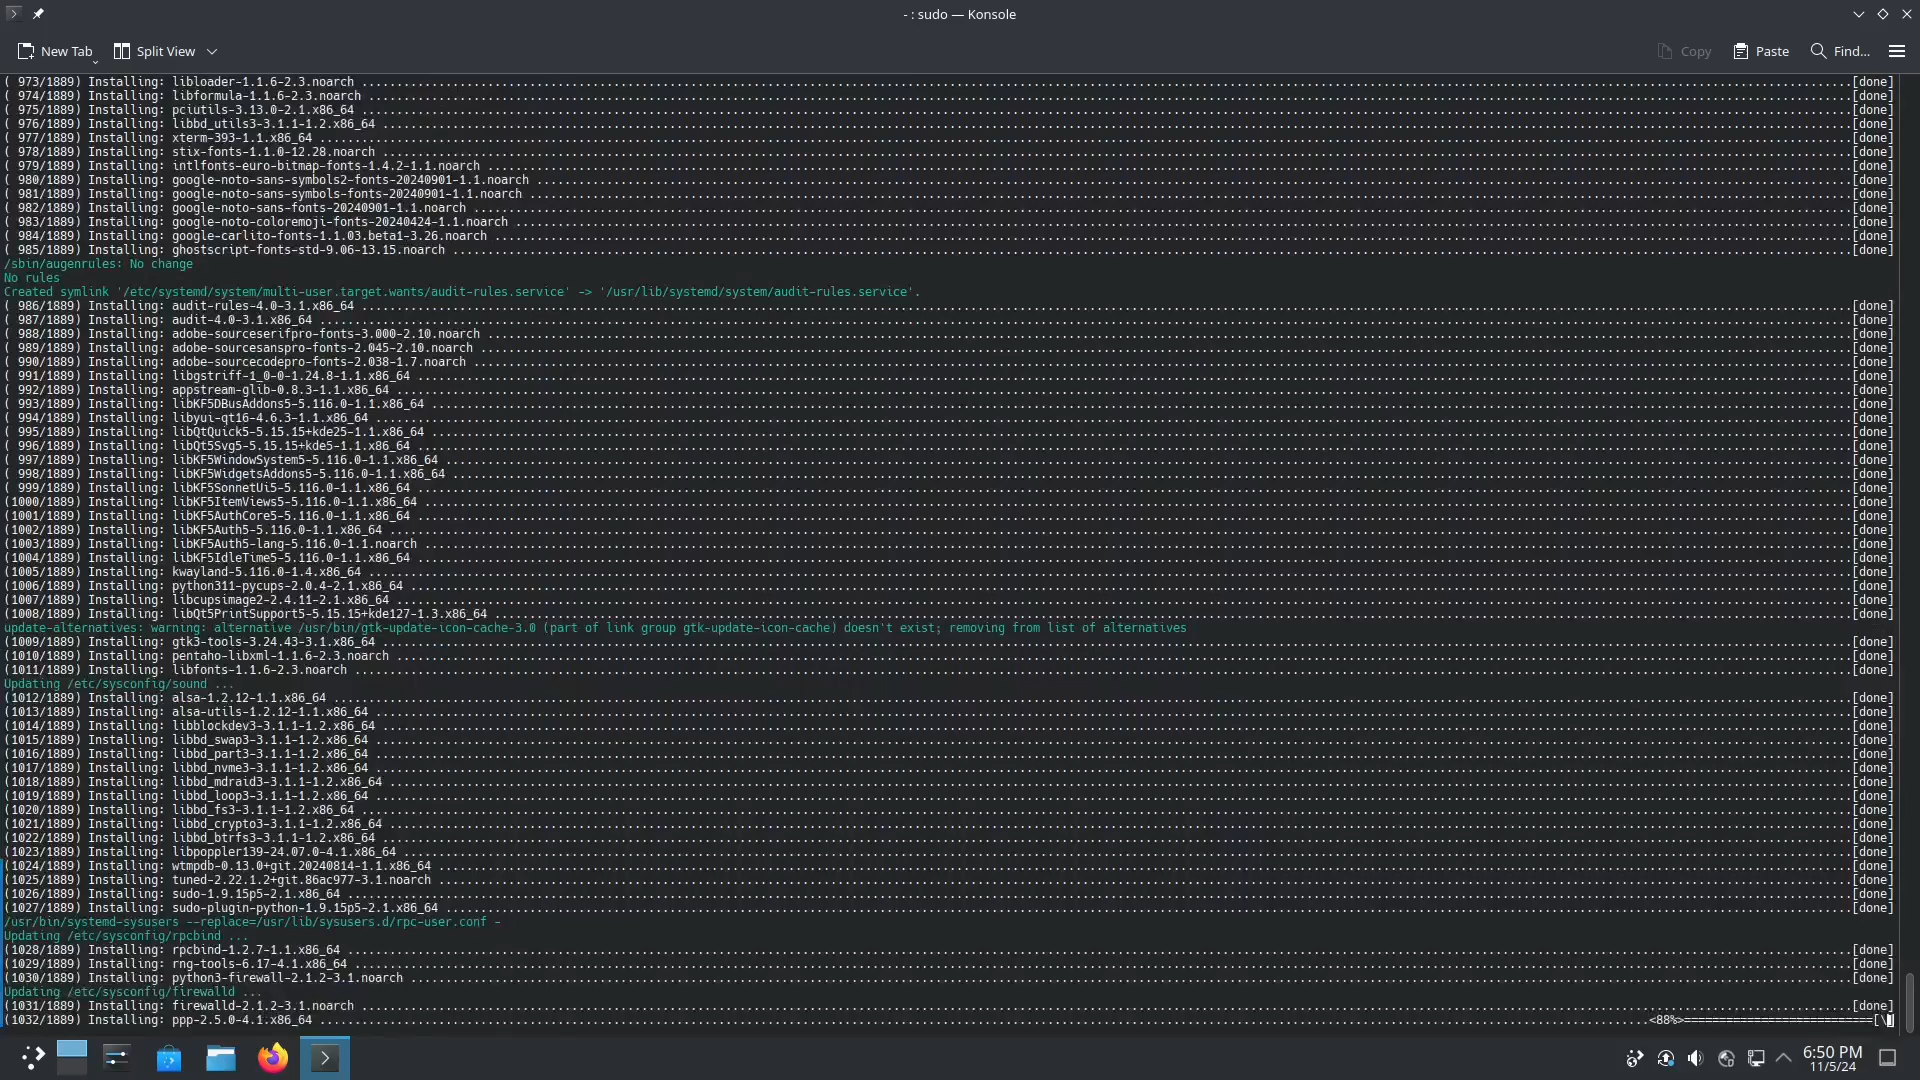 - : sudo — Konsole
New Tab
Split View
Copy
Paste
Find...
( 973/1889) Installing: libloader-1.1.6-2.3.noarch [done]
( 974/1889) Installing: libformula-1.1.6-2.3.noarch [done]
( 975/1889) Installing: pciutils-3.13.0-2.1.x86_64 [done]
( 976/1889) Installing: libbd_utils3-3.1.1-1.2.x86_64 [done]
( 977/1889) Installing: xterm-393-1.1.x86_64 [done]
( 978/1889) Installing: stix-fonts-1.1.0-12.28.noarch [done]
( 979/1889) Installing: intlfonts-euro-bitmap-fonts-1.4.2-1.1.noarch [done]
( 980/1889) Installing: google-noto-sans-symbols2-fonts-20240901-1.1.noarch [done]
( 981/1889) Installing: google-noto-sans-symbols-fonts-20240901-1.1.noarch [done]
( 982/1889) Installing: google-noto-sans-fonts-20240901-1.1.noarch [done]
( 983/1889) Installing: google-noto-coloremoji-fonts-20240424-1.1.noarch [done]
( 984/1889) Installing: google-carlito-fonts-1.1.03.beta1-3.26.noarch [done]
( 985/1889) Installing: ghostscript-fonts-std-9.06-13.15.noarch [done]
/sbin/augenrules: No change
No rules
Created symlink '/etc/systemd/system/multi-user.target.wants/audit-rules.service' -> '/usr/lib/systemd/system/audit-rules.service'.
( 986/1889) Installing: audit-rules-4.0-3.1.x86_64 [done]
( 987/1889) Installing: audit-4.0-3.1.x86_64 [done]
( 988/1889) Installing: adobe-sourceserifpro-fonts-3.000-2.10.noarch [done]
( 989/1889) Installing: adobe-sourcesanspro-fonts-2.045-2.10.noarch [done]
( 990/1889) Installing: adobe-sourcecodepro-fonts-2.038-1.7.noarch [done]
( 991/1889) Installing: libgstriff-1_0-0-1.24.8-1.1.x86_64 [done]
( 992/1889) Installing: appstream-glib-0.8.3-1.1.x86_64 [done]
( 993/1889) Installing: libKF5DBusAddons5-5.116.0-1.1.x86_64 [done]
( 994/1889) Installing: libyui-qt16-4.6.3-1.1.x86_64 [done]
( 995/1889) Installing: libQtQuick5-5.15.15+kde25-1.1.x86_64 [done]
( 996/1889) Installing: libQt5Svg5-5.15.15+kde5-1.1.x86_64 [done]
( 997/1889) Installing: libKF5WindowSystem5-5.116.0-1.1.x86_64 [done]
( 998/1889) Installing: libKF5WidgetsAddons5-5.116.0-1.1.x86_64 [done]
( 999/1889) Installing: libKF5SonnetUi5-5.116.0-1.1.x86_64 [done]
(1000/1889) Installing: libKF5ItemViews5-5.116.0-1.1.x86_64 [done]
(1001/1889) Installing: libKF5AuthCore5-5.116.0-1.1.x86_64 [done]
(1002/1889) Installing: libKF5Auth5-5.116.0-1.1.x86_64 [done]
(1003/1889) Installing: libKF5Auth5-lang-5.116.0-1.1.noarch [done]
(1004/1889) Installing: libKF5IdleTime5-5.116.0-1.1.x86_64 [done]
(1005/1889) Installing: kwayland-5.116.0-1.4.x86_64 [done]
(1006/1889) Installing: python311-pycups-2.0.4-2.1.x86_64 [done]
(1007/1889) Installing: libcupsimage2-2.4.11-2.1.x86_64 [done]
(1008/1889) Installing: libQt5PrintSupport5-5.15.15+kde127-1.3.x86_64 [done]
update-alternatives: warning: alternative /usr/bin/gtk-update-icon-cache-3.0 (part of link group gtk-update-icon-cache) doesn't exist; removing from list of alternatives
(1009/1889) Installing: gtk3-tools-3.24.43-3.1.x86_64 [done]
(1010/1889) Installing: pentaho-libxml-1.1.6-2.3.noarch [done]
(1011/1889) Installing: libfonts-1.1.6-2.3.noarch [done]
Updating /etc/sysconfig/sound ...
(1012/1889) Installing: alsa-1.2.12-1.1.x86_64 [done]
(1013/1889) Installing: alsa-utils-1.2.12-1.1.x86_64 [done]
(1014/1889) Installing: libblockdev3-3.1.1-1.2.x86_64 [done]
(1015/1889) Installing: libbd_swap3-3.1.1-1.2.x86_64 [done]
(1016/1889) Installing: libbd_part3-3.1.1-1.2.x86_64 [done]
(1017/1889) Installing: libbd_nvme3-3.1.1-1.2.x86_64 [done]
(1018/1889) Installing: libbd_mdraid3-3.1.1-1.2.x86_64 [done]
(1019/1889) Installing: libbd_loop3-3.1.1-1.2.x86_64 [done]
(1020/1889) Installing: libbd_fs3-3.1.1-1.2.x86_64 [done]
(1021/1889) Installing: libbd_crypto3-3.1.1-1.2.x86_64 [done]
(1022/1889) Installing: libbd_btrfs3-3.1.1-1.2.x86_64 [done]
(1023/1889) Installing: libpoppler139-24.07.0-4.1.x86_64 [done]
(1024/1889) Installing: wtmpdb-0.13.0+git.20240814-1.1.x86_64 [done]
(1025/1889) Installing: tuned-2.22.1.2+git.86ac977-3.1.noarch [done]
(1026/1889) Installing: sudo-1.9.15p5-2.1.x86_64 [done]
(1027/1889) Installing: sudo-plugin-python-1.9.15p5-2.1.x86_64 [done]
/usr/bin/systemd-sysusers --replace=/usr/lib/sysusers.d/rpc-user.conf -
Updating /etc/sysconfig/rpcbind ...
(1028/1889) Installing: rpcbind-1.2.7-1.1.x86_64 [done]
(1029/1889) Installing: rng-tools-6.17-4.1.x86_64 [done]
(1030/1889) Installing: python3-firewall-2.1.2-3.1.noarch [done]
Updating /etc/sysconfig/firewalld ...
(1031/1889) Installing: firewalld-2.1.2-3.1.noarch [done]
(1032/1889) Installing: ppp-2.5.0-4.1.x86_64 <88%>===========================[\]
6:50 PM
11/5/24